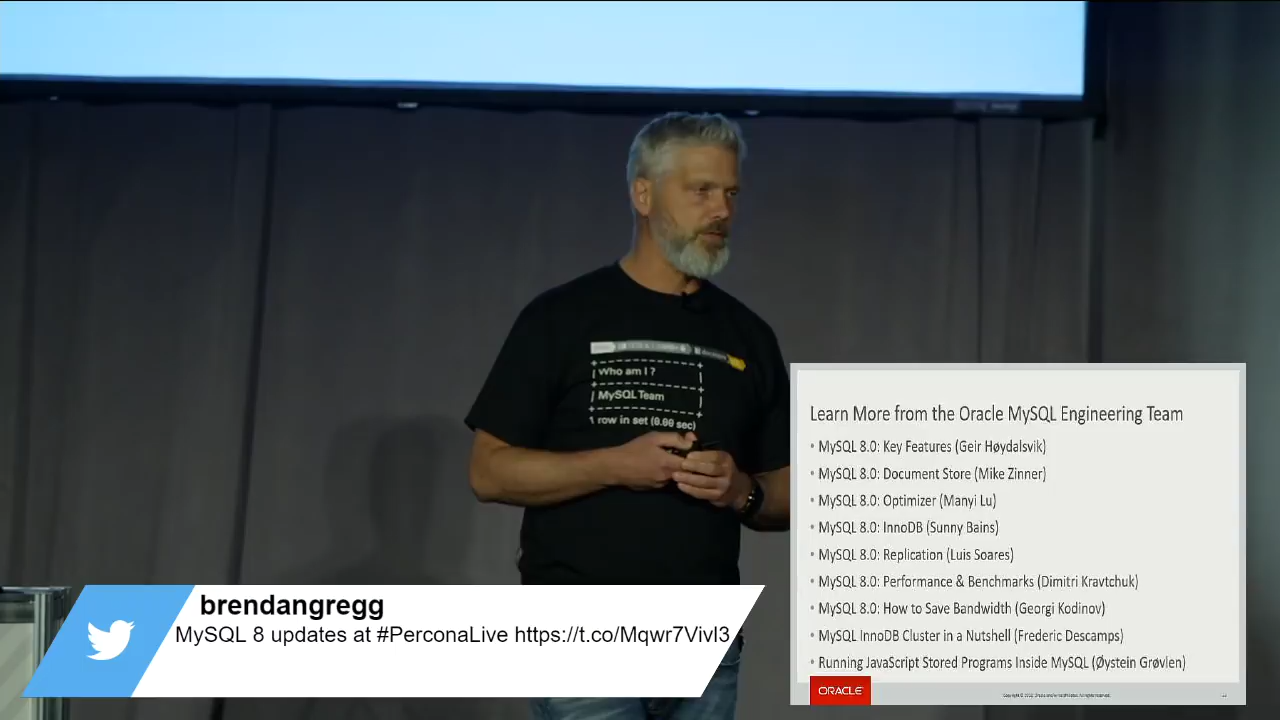 Who am I ?
MySQL Team
row in set (0.00 sec)
Learn More from the Oracle MySQL Engineering Team
• MySQL 8.0: Key Features (Geir Høydalsvik)
• MySQL 8.0: Document Store (Mike Zinner)
• MySQL 8.0: Optimizer (Manyi Lu)
• MySQL 8.0: InnoDB (Sunny Bains)
• MySQL 8.0: Replication (Luis Soares)
• MySQL 8.0: Performance & Benchmarks (Dimitri Kravtchuk)
• MySQL 8.0: How to Save Bandwidth (Georgi Kodinov)
• MySQL InnoDB Cluster in a Nutshell (Frederic Descamps)
• Running JavaScript Stored Programs Inside MySQL (Øystein Grøvlen)
ORACLE
brendangregg
MySQL 8 updates at #PerconaLive https://t.co/Mqwr7VivI3